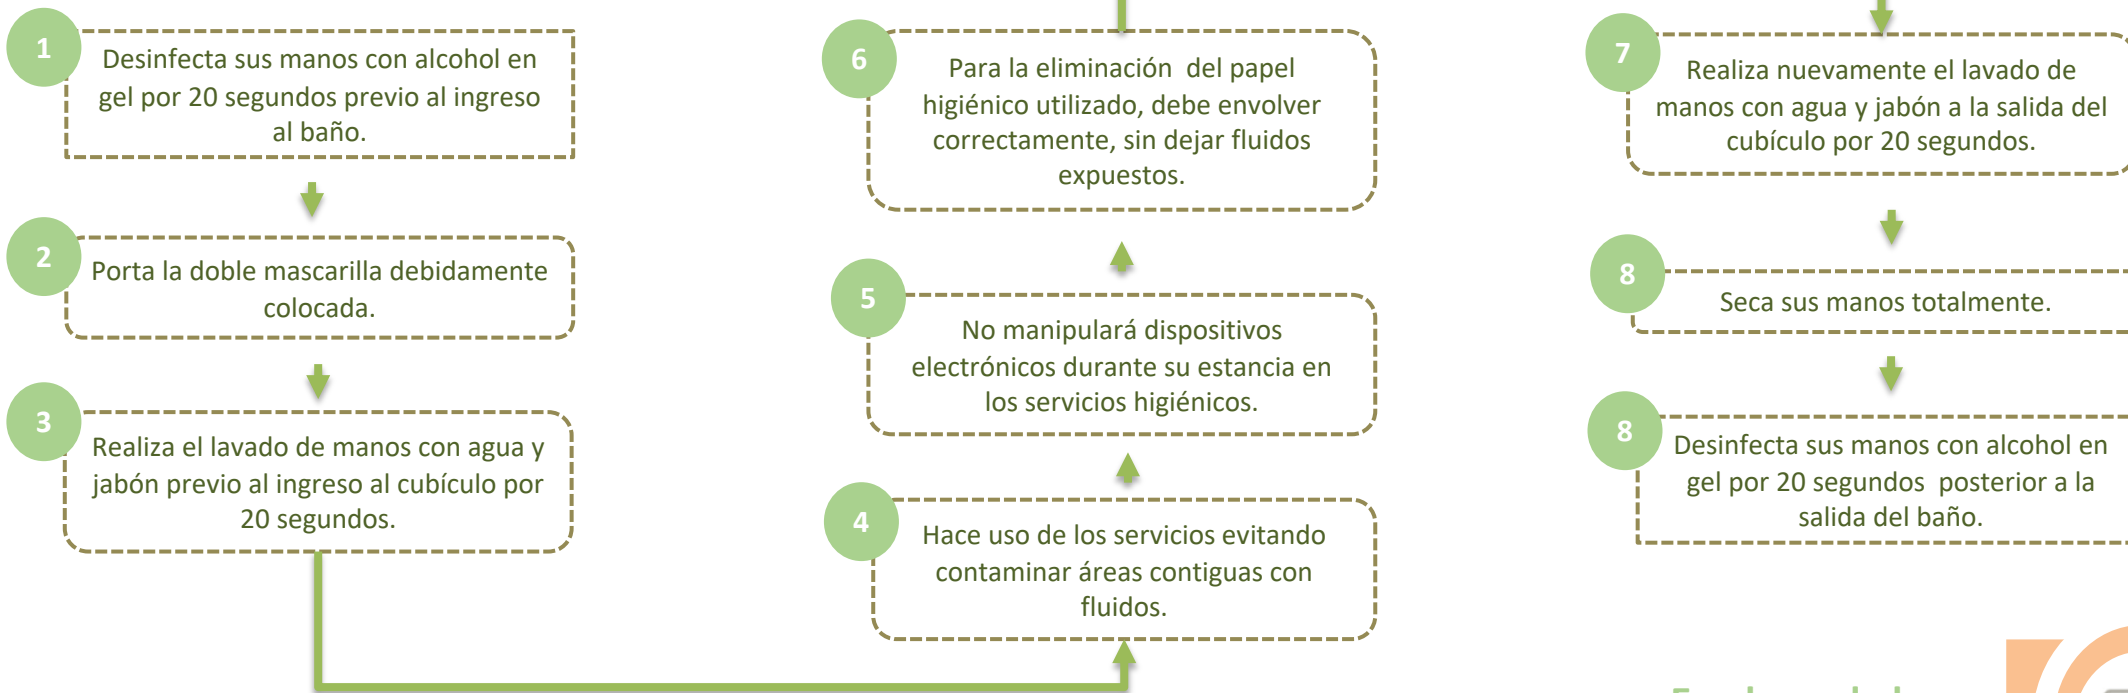 1
Desinfecta sus manos con alcohol en
gel por 20 segundos previo al ingreso
al baño.
2
Porta la doble mascarilla debidamente
colocada.
3
Realiza el lavado de manos con agua y
jabón previo al ingreso al cubículo por
20 segundos.
4
Hace uso de los servicios evitando
contaminar áreas contiguas con
fluidos.
5
No manipulará dispositivos
electrónicos durante su estancia en
los servicios higiénicos.
6
Para la eliminación del papel
higiénico utilizado, debe envolver
correctamente, sin dejar fluidos
expuestos.
7
Realiza nuevamente el lavado de
manos con agua y jabón a la salida del
cubículo por 20 segundos.
8
Seca sus manos totalmente.
8
Desinfecta sus manos con alcohol en
gel por 20 segundos posterior a la
salida del baño.